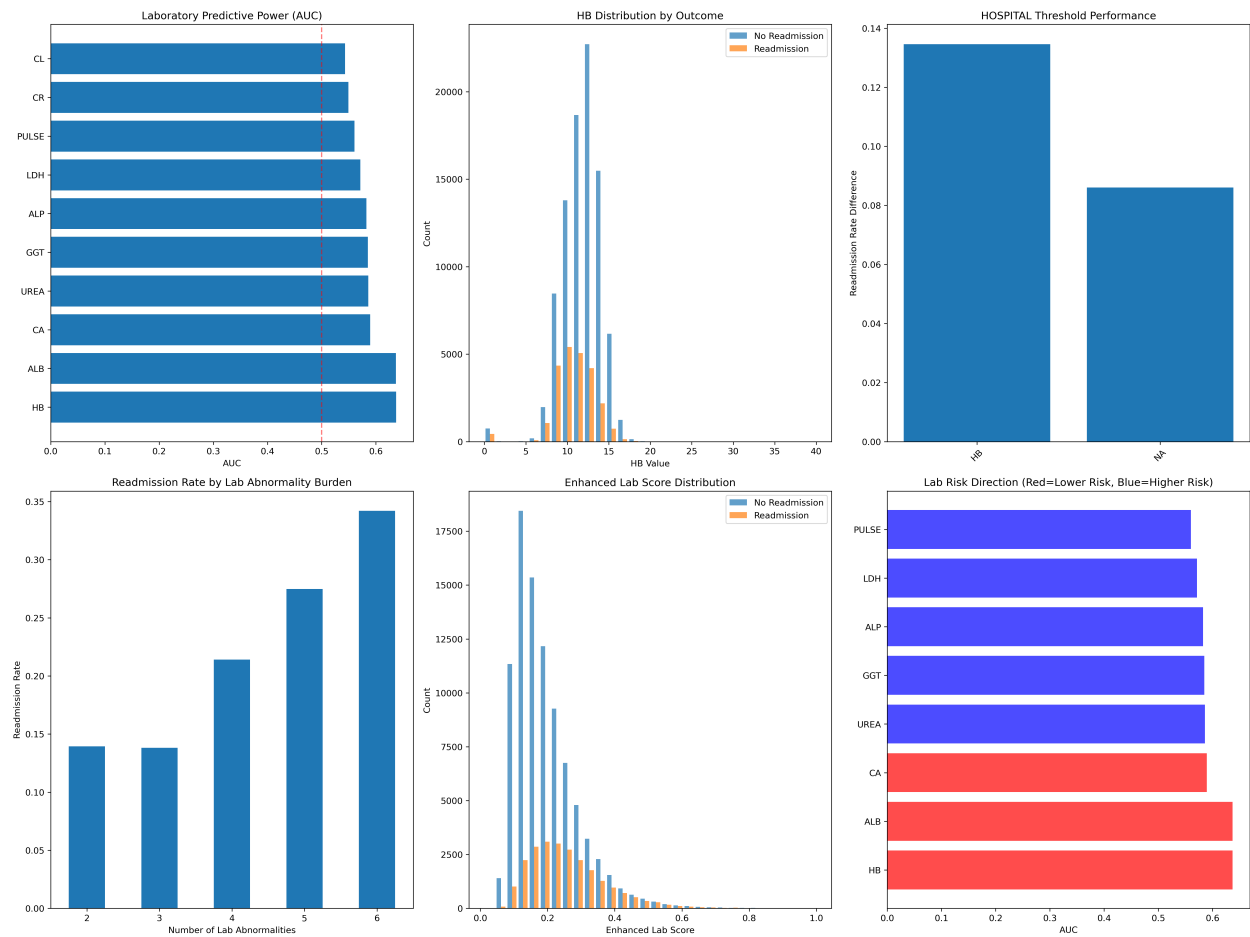 Laboratory Predictive Power (AUC)
CL
CR
PULSE
LDH
ALP
GGT
UREA
CA
ALB
HB
0.0 0.1 0.2 0.3 0.4 0.5 0.6
AUC
HB Distribution by Outcome
No Readmission
Readmission
Count
20000
15000
10000
5000
0
0 5 10 15 20 25 30 35 40
HB Value
HOSPITAL Threshold Performance
Readmission Rate Difference
0.14
0.12
0.10
0.08
0.06
0.04
0.02
0.00
HB NA
Readmission Rate by Lab Abnormality Burden
Readmission Rate
0.35
0.30
0.25
0.20
0.15
0.10
0.05
0.00
2 3 4 5 6
Number of Lab Abnormalities
Enhanced Lab Score Distribution
No Readmission
Readmission
Count
17500
15000
12500
10000
7500
5000
2500
0
0.0 0.2 0.4 0.6 0.8 1.0
Enhanced Lab Score
Lab Risk Direction (Red=Lower Risk, Blue=Higher Risk)
PULSE
LDH
ALP
GGT
UREA
CA
ALB
HB
0.0 0.1 0.2 0.3 0.4 0.5 0.6
AUC